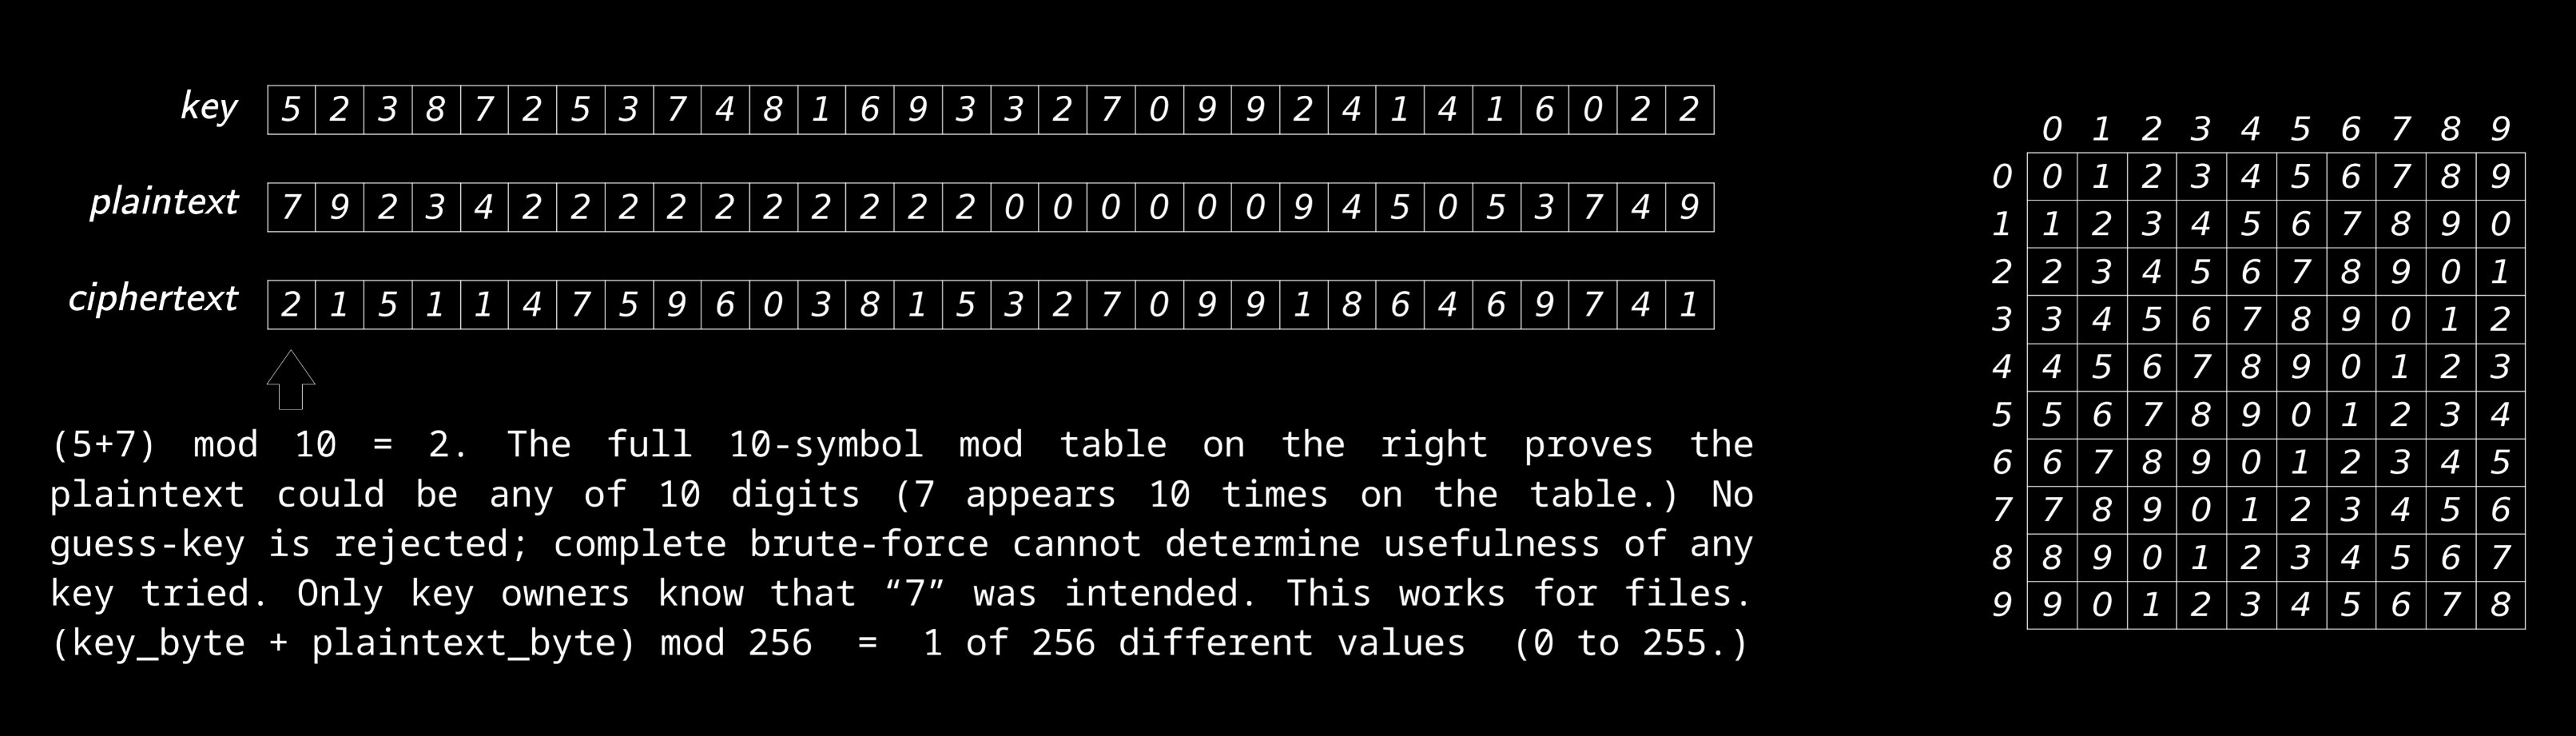 key 5 2 3 8 7 2 5 3 7 4 8 1 6 9 3 3 2 7 0 9 9 2 4 1 4 1 6 0 2 2
plaintext 7 9 2 3 4 2 2 2 2 2 2 2 2 2 2 0 0 0 0 0 0 9 4 5 0 5 3 7 4 9
ciphertext 2 1 5 1 1 4 7 5 9 6 0 3 8 1 5 3 2 7 0 9 9 1 8 6 4 6 9 7 4 1
(5+7) mod 10 = 2. The full 10-symbol mod table on the right proves the
plaintext could be any of 10 digits (7 appears 10 times on the table.) No
guess-key is rejected; complete brute-force cannot determine usefulness of any
key tried. Only key owners know that “7” was intended. This works for files.
(key_byte + plaintext_byte) mod 256 = 1 of 256 different values (0 to 255.)
0 1 2 3 4 5 6 7 8 9
0 0 1 2 3 4 5 6 7 8 9
1 1 2 3 4 5 6 7 8 9 0
2 2 3 4 5 6 7 8 9 0 1
3 3 4 5 6 7 8 9 0 1 2
4 4 5 6 7 8 9 0 1 2 3
5 5 6 7 8 9 0 1 2 3 4
6 6 7 8 9 0 1 2 3 4 5
7 7 8 9 0 1 2 3 4 5 6
8 8 9 0 1 2 3 4 5 6 7
9 9 0 1 2 3 4 5 6 7 8